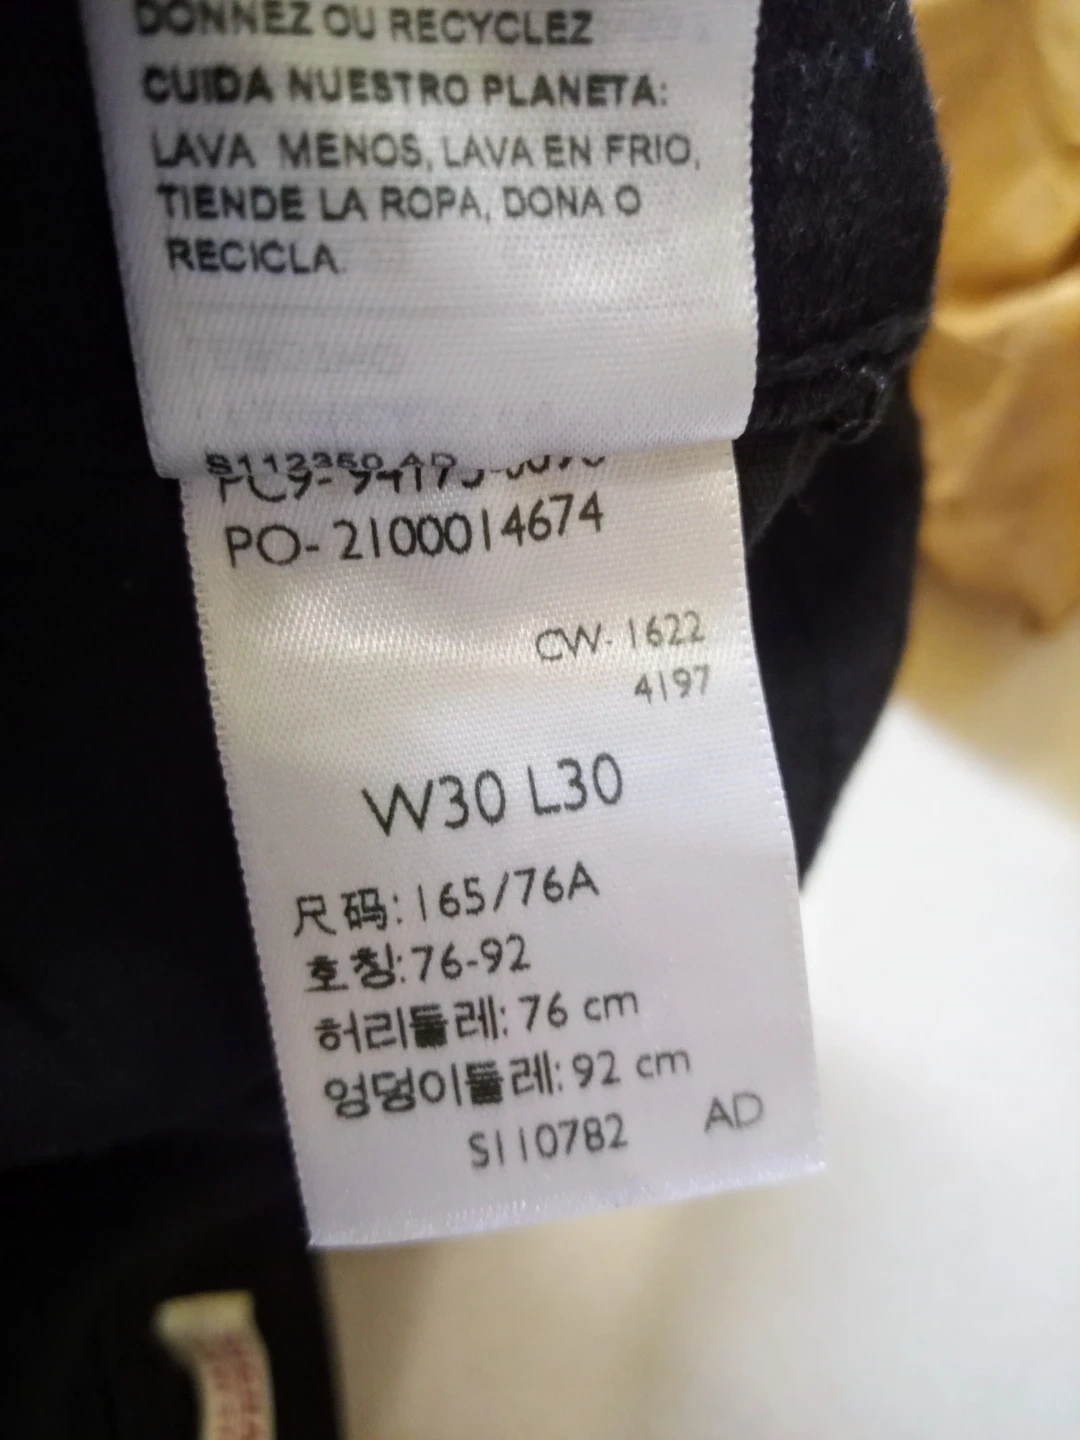 DONNEZ OU RECYCLEZ
CUIDA NUESTRO PLANETA:
LAVA MENOS, LAVA EN FRIO,
TIENDE LA ROPA, DONA O
RECICLA.
S112350 AD
PO- 2100014674
CW- 1622
4197
W30 L30
尺码: 165/76A
호칭: 76-92
허리둘레: 76 cm
엉덩이둘레: 92 cm
S110782 AD